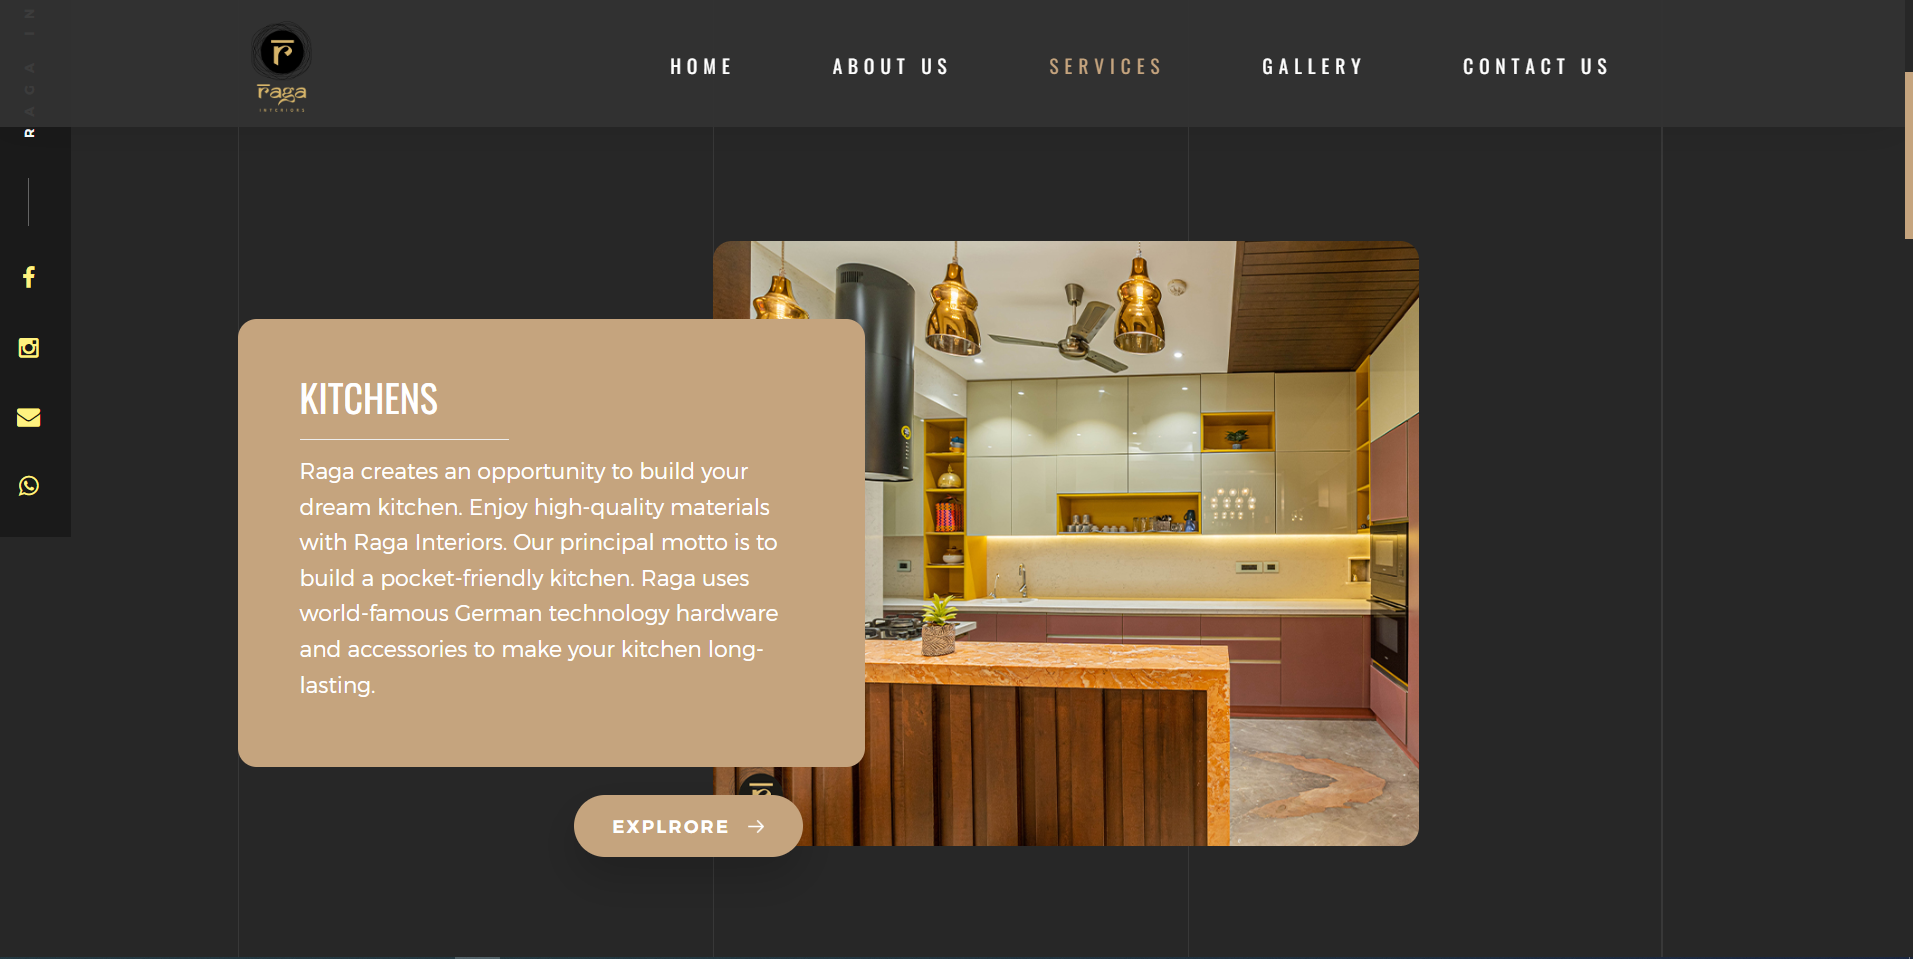 RAGA IN
raga
INTERIORS
HOME
ABOUT US
SERVICES
GALLERY
CONTACT US
KITCHENS
Raga creates an opportunity to build your
dream kitchen. Enjoy high-quality materials
with Raga Interiors. Our principal motto is to
build a pocket-friendly kitchen. Raga uses
world-famous German technology hardware
and accessories to make your kitchen long-
lasting.
EXPLRORE